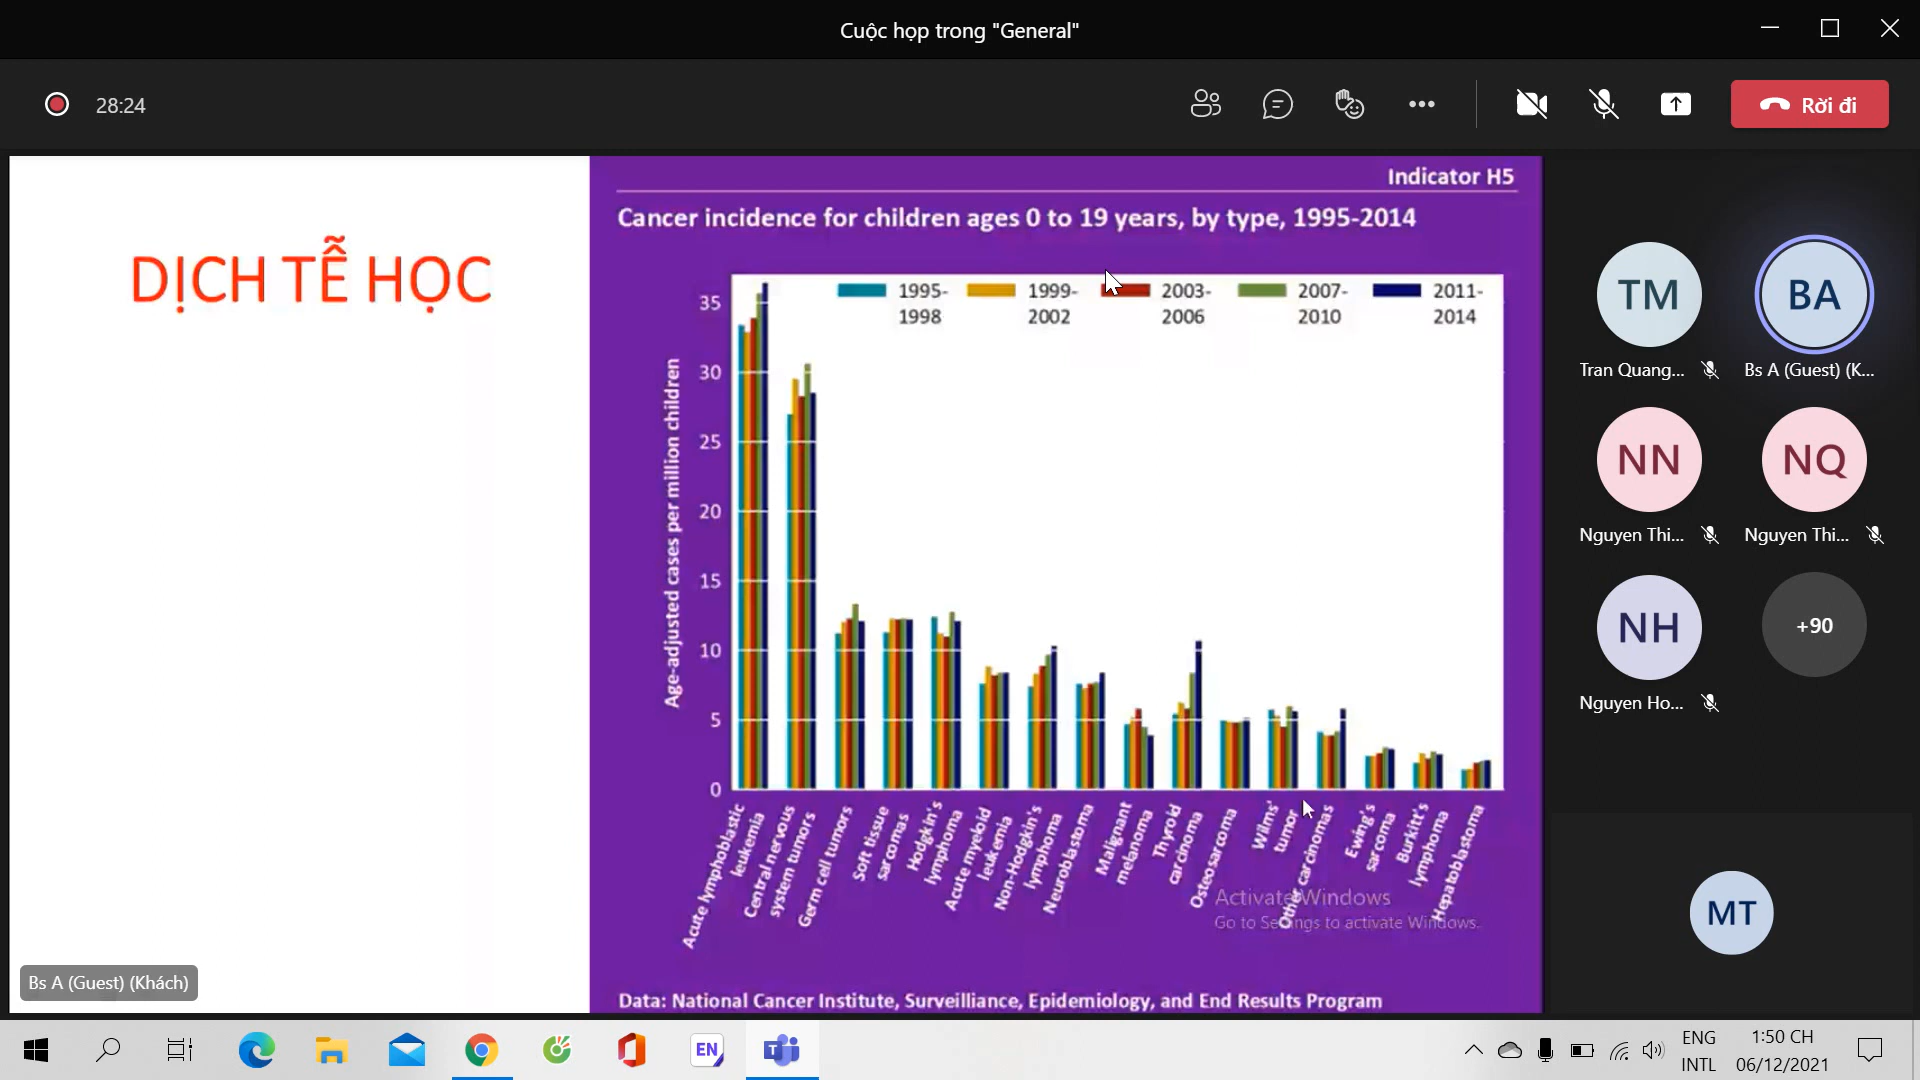 Cuộc họp trong "General"
28:24
Rời đi
DỊCH TỄ HỌC
Indicator H5
Cancer incidence for children ages 0 to 19 years, by type, 1995-2014
1995-
1998
1999-
2002
2003-
2006
2007-
2010
2011-
2014
Age-adjusted cases per million children
35
30
25
20
15
10
5
0
Acute lymphoblastic
leukemia
Central nervous
system tumors
Germ cell tumors
Soft tissue
sarcomas
Hodgkin's
lymphoma
Acute myeloid
leukemia
Non-Hodgkin's
lymphoma
Neuroblastoma
Malignant
melanoma
Thyroid
carcinoma
Osteosarcoma
Wilms'
tumor
Other carcinomas
Ewing's
sarcoma
Burkitt's
lymphoma
Hepatoblastoma
Activate Windows
Go to Settings to activate Windows.
Data: National Cancer Institute, Surveilliance, Epidemiology, and End Results Program
Bs A (Guest) (Khách)
TM
Tran Quang...
BA
Bs A (Guest) (K...
NN
Nguyen Thi...
NQ
Nguyen Thi...
NH
Nguyen Ho...
+90
MT
EN
ENG
INTL
1:50 CH
06/12/2021